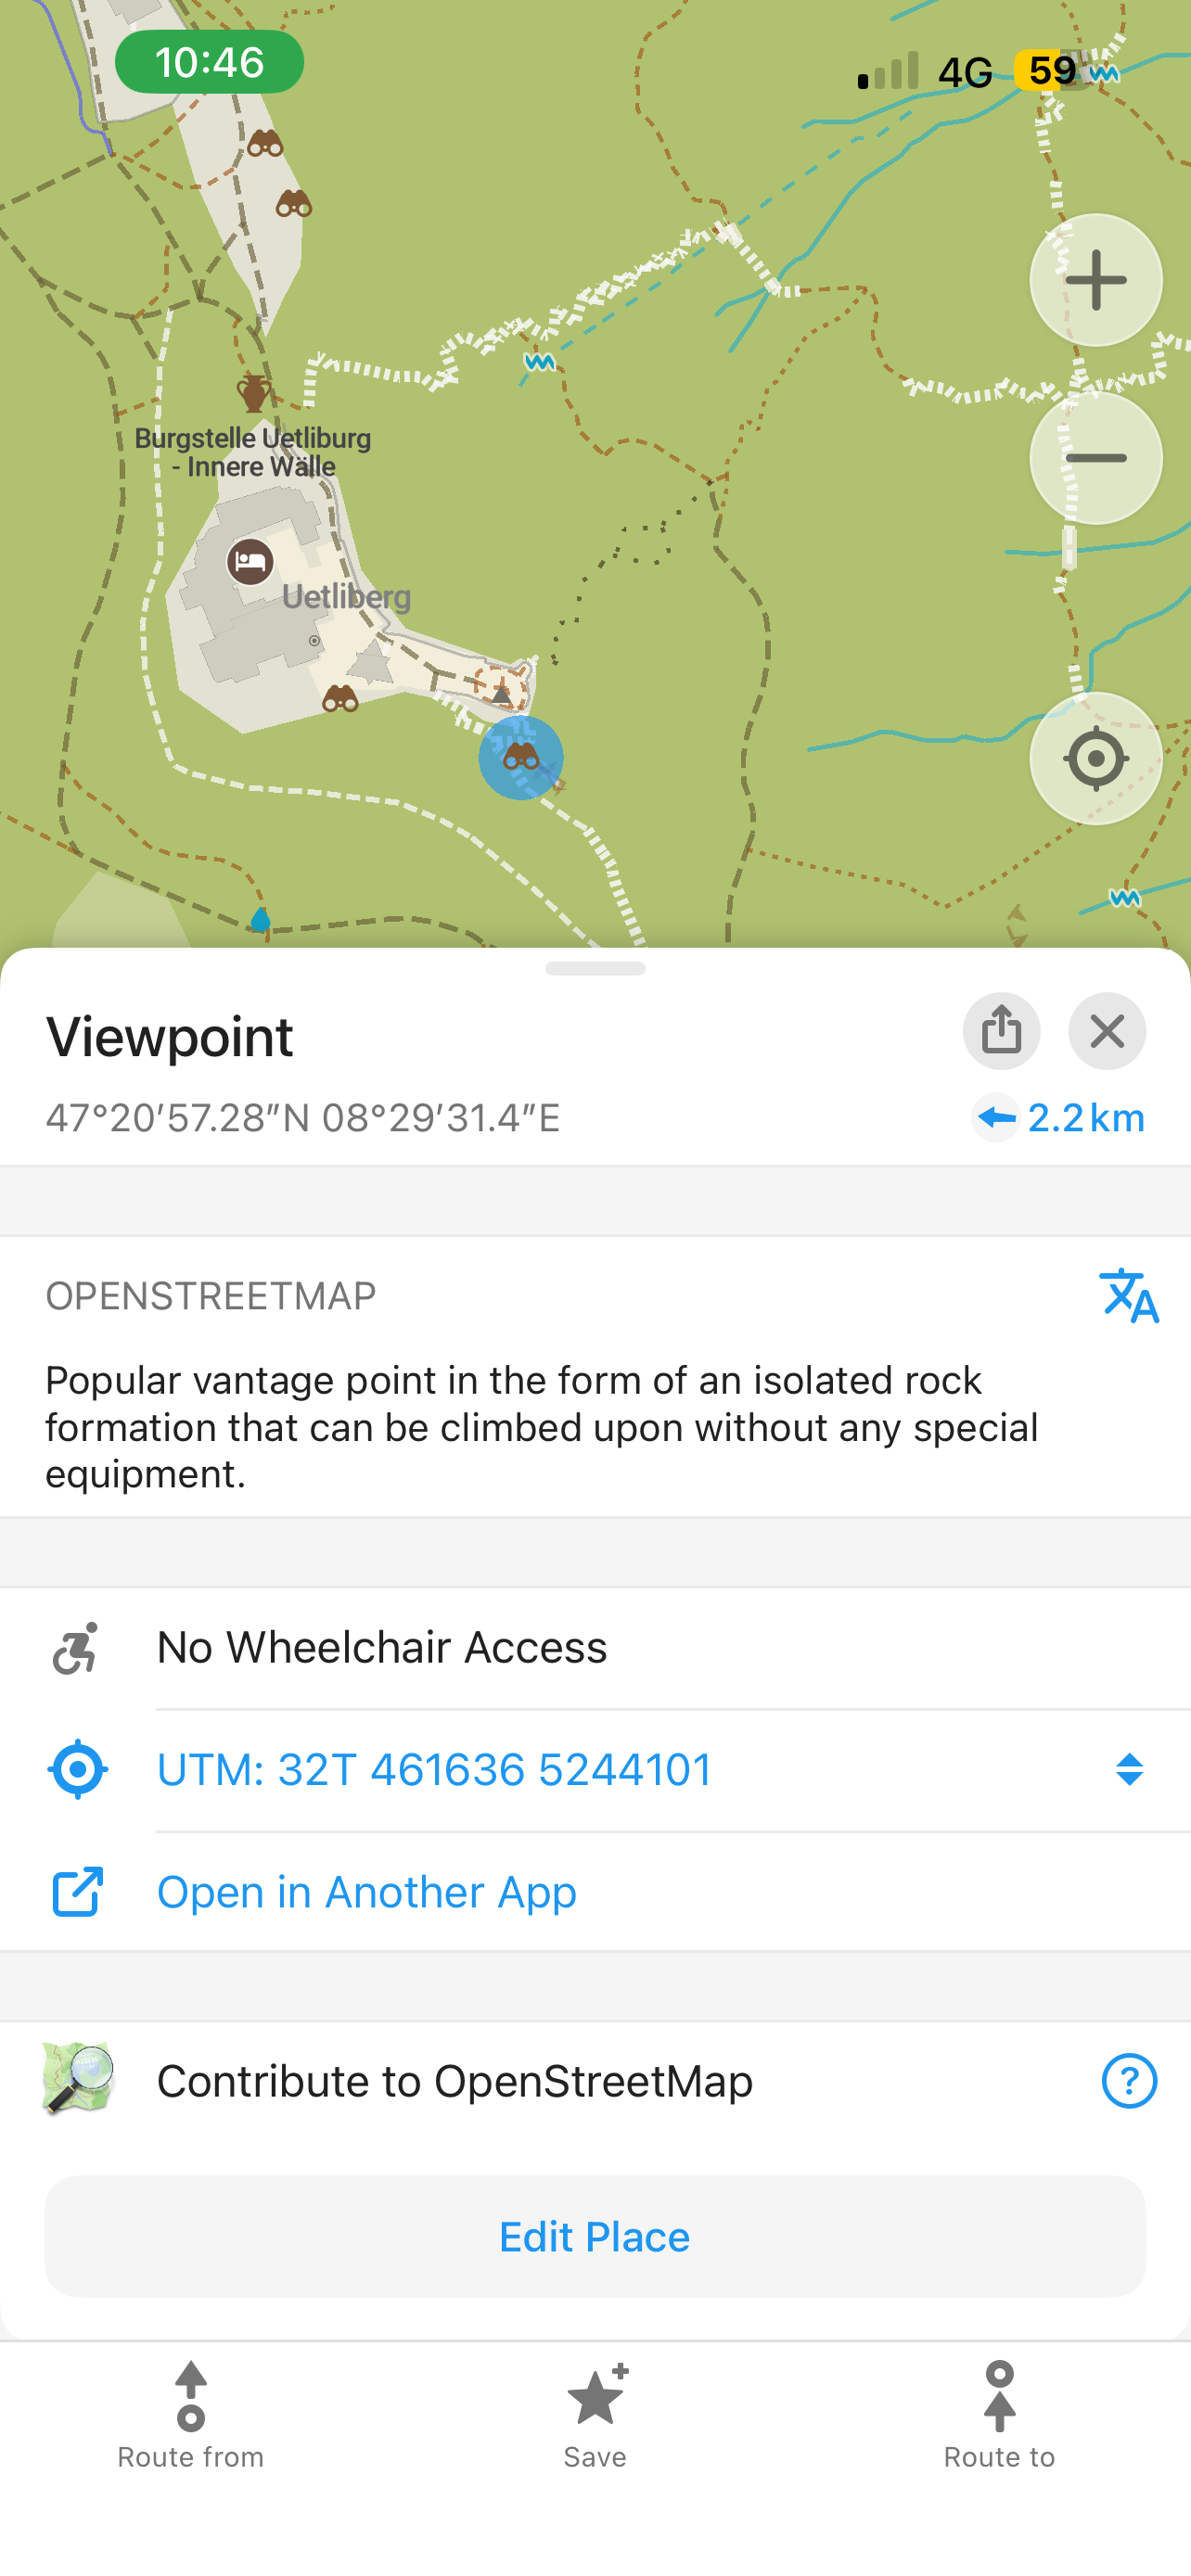 10:46
4G
59
Burgstelle Uetliburg
- Innere Wälle
Uetliberg
Viewpoint
47°20′57.28″N 08°29′31.4″E
2.2 km
OPENSTREETMAP
Popular vantage point in the form of an isolated rock
formation that can be climbed upon without any special
equipment.
No Wheelchair Access
UTM: 32T 461636 5244101
Open in Another App
Contribute to OpenStreetMap
Edit Place
Route from
Save
Route to